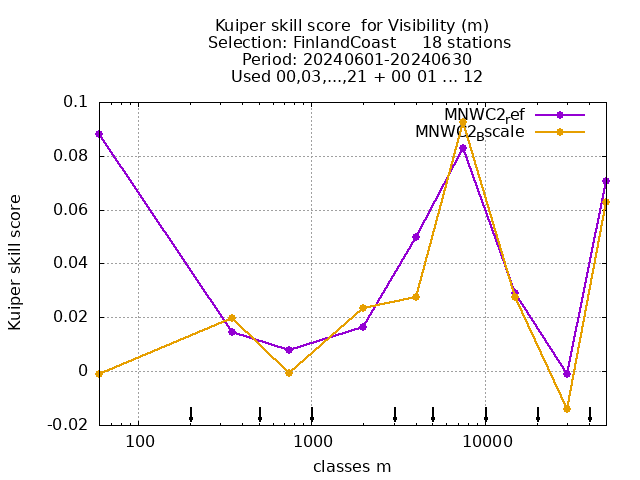 Kuiper skill score  for Visibility (m)
Selection: FinlandCoast     18 stations
Period: 20240601-20240630
Used 00,03,...,21 + 00 01 ... 12
0.1
MNWC2ref
MNWC2Bscale
0.08
0.06
0.04
0.02
0
-0.02
Kuiper skill score
100
1000
10000
classes m